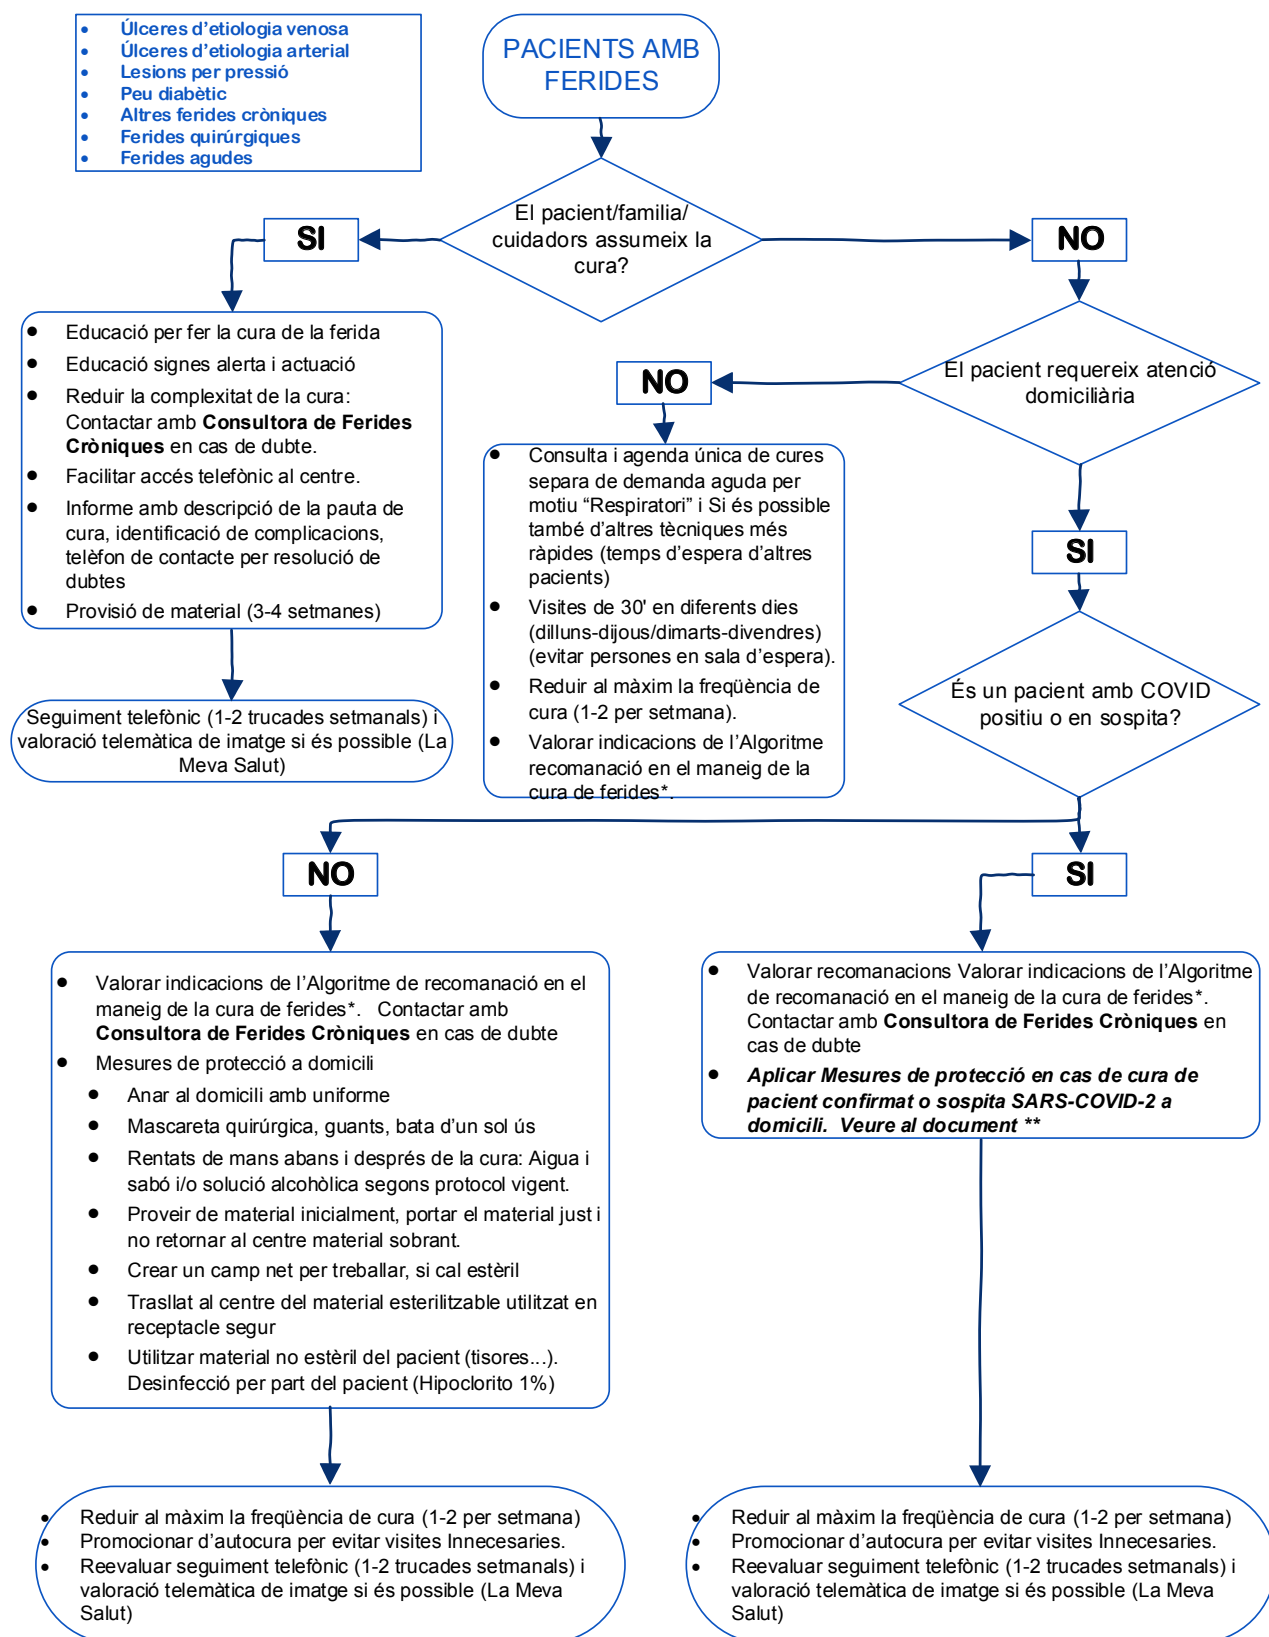 Úlceres d'etiologia venosa
Úlceres d'etiologia arterial
Lesions per pressió
Peu diabètic
Altres ferides cròniques
Ferides quirúrgiques
Ferides agudes
PACIENTS AMB
FERIDES
El pacient/familia/
cuidadors assumeix la
cura?
SI
NO
Educació per fer la cura de la ferida
Educació signes alerta i actuació
Reduir la complexitat de la cura:
Contactar amb Consultora de Ferides
Cròniques en cas de dubte.
Facilitar accés telefònic al centre.
Informe amb descripció de la pauta de
cura, identificació de complicacions,
telèfon de contacte per resolució de
dubtes
Provisió de material (3-4 setmanes)
Seguiment telefònic (1-2 trucades setmanals) i
valoració telemàtica de imatge si és possible (La
Meva Salut)
El pacient requereix atenció
domiciliària
NO
Consulta i agenda única de cures
separa de demanda aguda per
motiu “Respiratori” i Si és possible
també d’altres tècniques més
ràpides (temps d’espera d’altres
pacients)
Visites de 30' en diferents dies
(dilluns-dijous/dimarts-divendres)
(evitar persones en sala d’espera).
Reduir al màxim la freqüència de
cura (1-2 per setmana).
Valorar indicacions de l’Algoritme
recomanació en el maneig de la
cura de ferides*.
SI
És un pacient amb COVID
positiu o en sospita?
NO
SI
Valorar indicacions de l’Algoritme de recomanació en el
maneig de la cura de ferides*. Contactar amb
Consultora de Ferides Cròniques en cas de dubte
Mesures de protecció a domicili
Anar al domicili amb uniforme
Mascareta quirúrgica, guants, bata d’un sol ús
Rentats de mans abans i després de la cura: Aigua i
sabó i/o solució alcohòlica segons protocol vigent.
Proveir de material inicialment, portar el material just i
no retornar al centre material sobrant.
Crear un camp net per treballar, si cal estèril
Trasllat al centre del material esterilitzable utilitzat en
receptacle segur
Utilitzar material no estèril del pacient (tisores...).
Desinfecció per part del pacient (Hipoclorito 1%)
Valorar recomanacions Valorar indicacions de l’Algoritme
de recomanació en el maneig de la cura de ferides*.
Contactar amb Consultora de Ferides Cròniques en
cas de dubte
Aplicar Mesures de protecció en cas de cura de
pacient confirmat o sospita SARS-COVID-2 a
domicili. Veure al document **
Reduir al màxim la freqüència de cura (1-2 per setmana)
Promocionar d’autocura per evitar visites Innecesaries.
Reevaluar seguiment telefònic (1-2 trucades setmanals) i
valoració telemàtica de imatge si és possible (La Meva
Salut)
Reduir al màxim la freqüència de cura (1-2 per setmana)
Promocionar d’autocura per evitar visites Innecesaries.
Reevaluar seguiment telefònic (1-2 trucades setmanals) i
valoració telemàtica de imatge si és possible (La Meva
Salut)